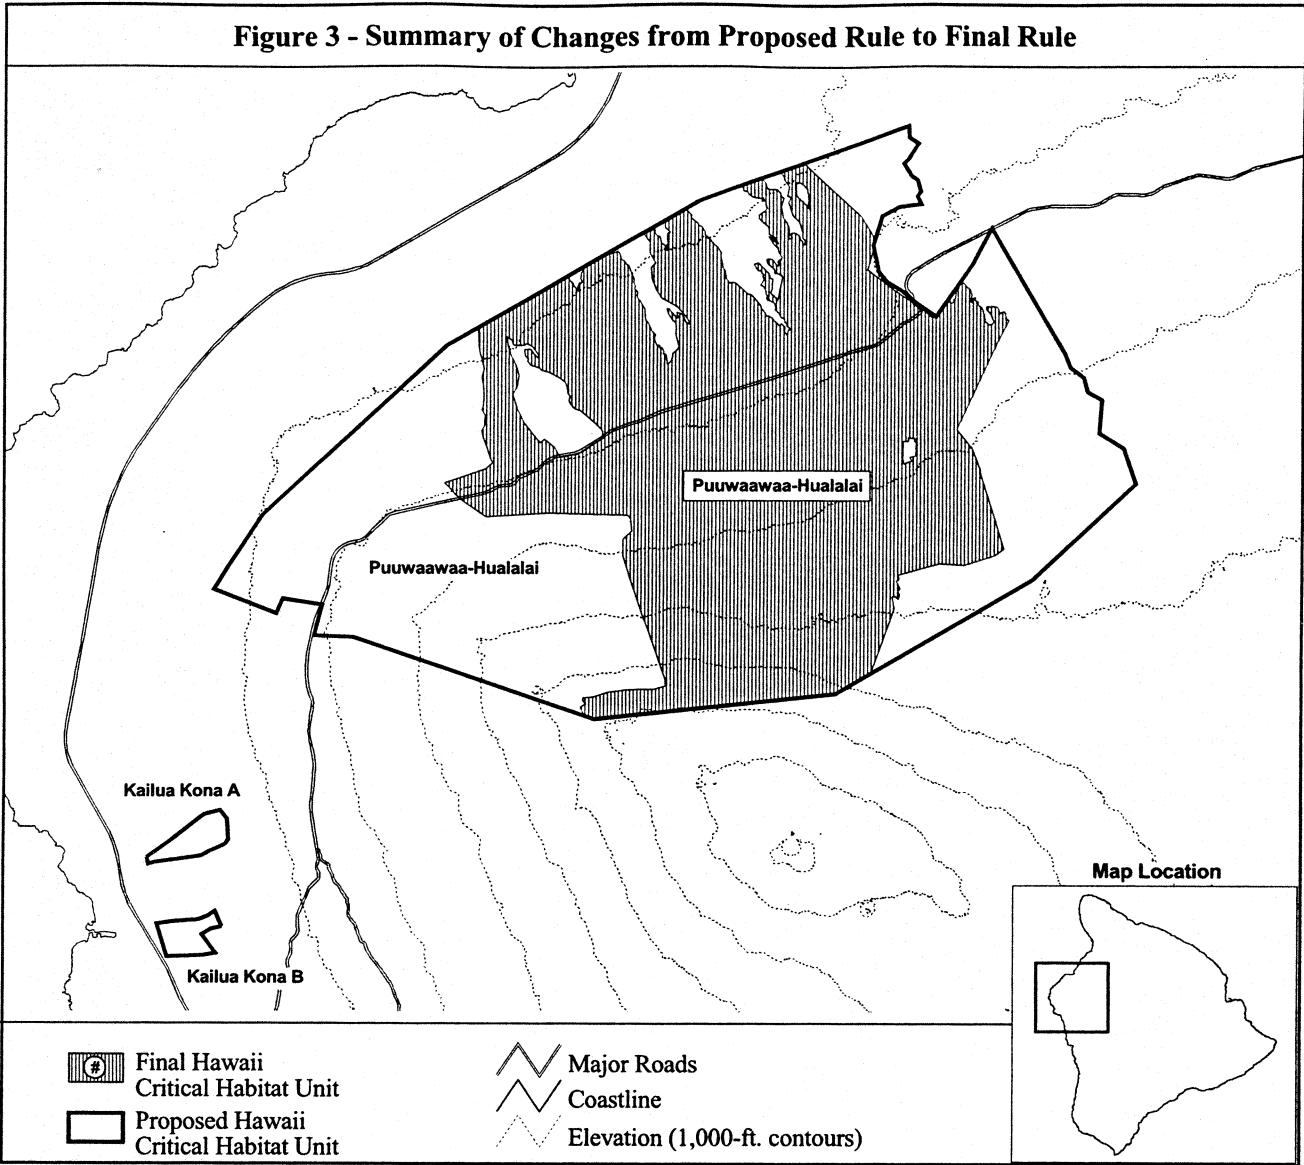 Figure 3 - Summary of Changes from Proposed Rule to Final Rule
Puuwaawaa-Hualalai
Puuwaawaa-Hualalai
Kailua Kona A
Kailua Kona B
Map Location
#
Final Hawaii
Critical Habitat Unit
Proposed Hawaii
Critical Habitat Unit
Major Roads
Coastline
Elevation (1,000-ft. contours)